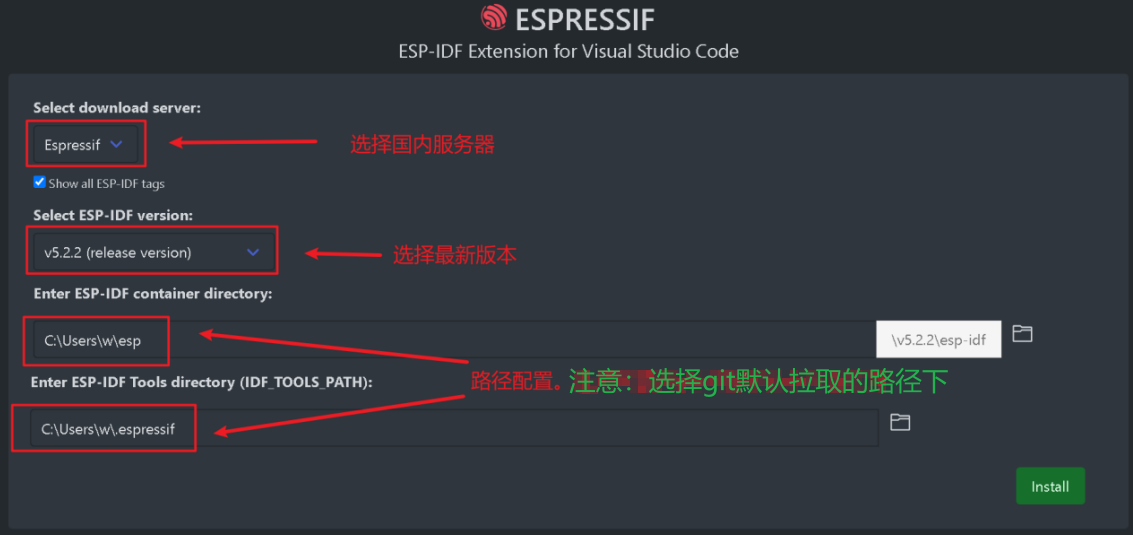 ESPRESSIF
ESP-IDF Extension for Visual Studio Code
Select download server:
Espressif
选择国内服务器
Show all ESP-IDF tags
Select ESP-IDF version:
v5.2.2 (release version)
选择最新版本
Enter ESP-IDF container directory:
C:\Users\w\esp
\v5.2.2\esp-idf
Enter ESP-IDF Tools directory (IDF_TOOLS_PATH):
路径配置。注意：选择git默认拉取的路径下
C:\Users\w\.espressif
Install